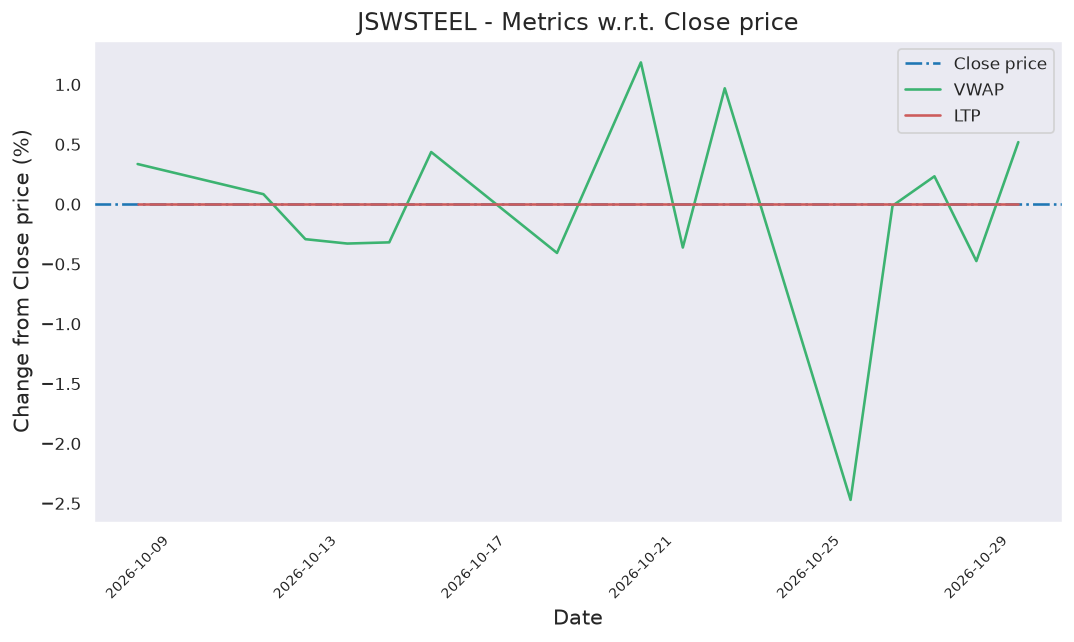 JSWSTEEL - Metrics w.r.t. Close price
Close price
VWAP
LTP
Change from Close price (%)
1.0
0.5
0.0
−0.5
−1.0
−1.5
−2.0
−2.5
2026-10-09
2026-10-13
2026-10-17
2026-10-21
2026-10-25
2026-10-29
Date